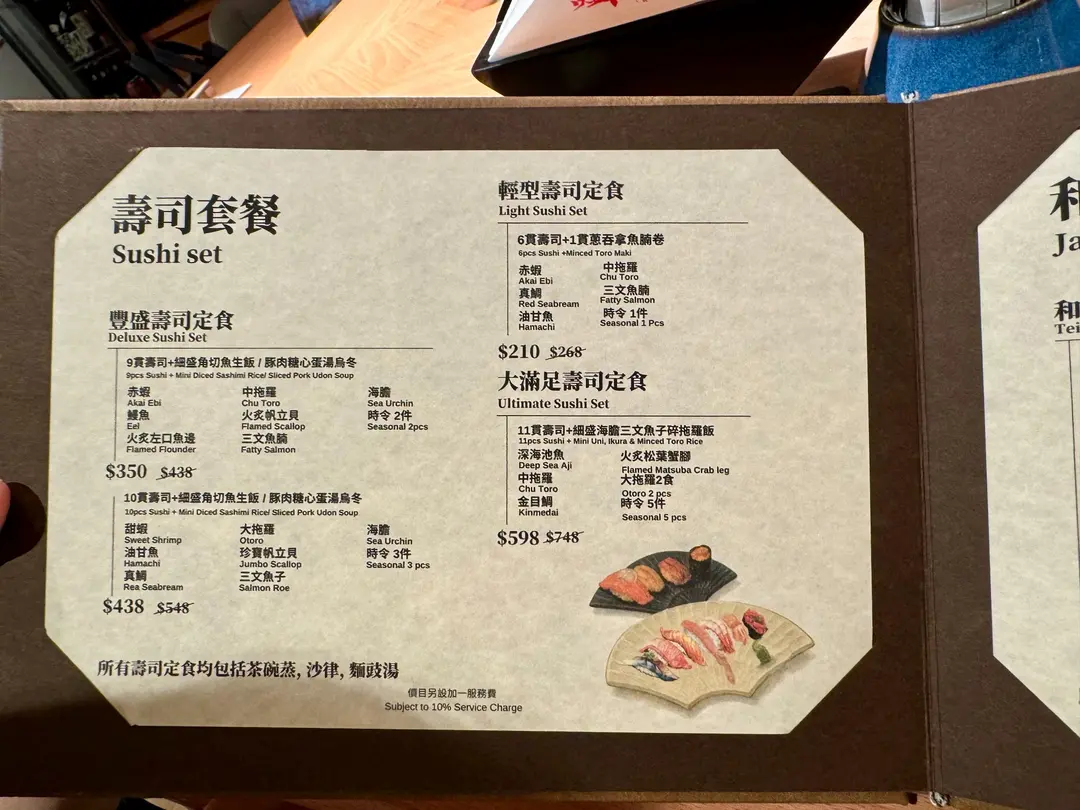 壽司套餐
Sushi set
豐盛壽司定食
Deluxe Sushi Set
9貫壽司+細盛角切魚生飯 / 豚肉糖心蛋湯烏冬
9pcs Sushi + Mini Diced Sashimi Rice/ Sliced Pork Udon Soup
赤蝦 中拖羅 海膽
Akai Ebi Chu Toro Sea Urchin
鰻魚 火炙帆立貝 時令 2件
Eel Flamed Scallop Seasonal 2pcs
火炙左口魚邊 三文魚腩
Flamed Flounder Fatty Salmon
$350 $438
10貫壽司+細盛角切魚生飯 / 豚肉糖心蛋湯烏冬
10pcs Sushi + Mini Diced Sashimi Rice/ Sliced Pork Udon Soup
甜蝦 大拖羅 海膽
Sweet Shrimp Otoro Sea Urchin
油甘魚 珍寶帆立貝 時令 3件
Hamachi Jumbo Scallop Seasonal 3 pcs
真鯛 三文魚子
Rea Seabream Salmon Roe
$438 $548
所有壽司定食均包括茶碗蒸, 沙律, 麵豉湯
價目另設加一服務費
Subject to 10% Service Charge
輕型壽司定食
Light Sushi Set
6貫壽司+1貫蔥吞拿魚腩卷
6pcs Sushi +Minced Toro Maki
赤蝦 中拖羅
Akai Ebi Chu Toro
真鯛 三文魚腩
Red Seabream Fatty Salmon
油甘魚 時令 1件
Hamachi Seasonal 1 Pcs
$210 $268
大滿足壽司定食
Ultimate Sushi Set
11貫壽司+細盛海膽三文魚子碎拖羅飯
11pcs Sushi + Mini Uni, Ikura & Minced Toro Rice
深海池魚 火炙松葉蟹腳
Deep Sea Aji Flamed Matsuba Crab leg
中拖羅 大拖羅2食
Chu Toro Otoro 2 pcs
金目鯛 時令 5件
Kinmedai Seasonal 5 pcs
$598 $748
和
Ja
和
Tei